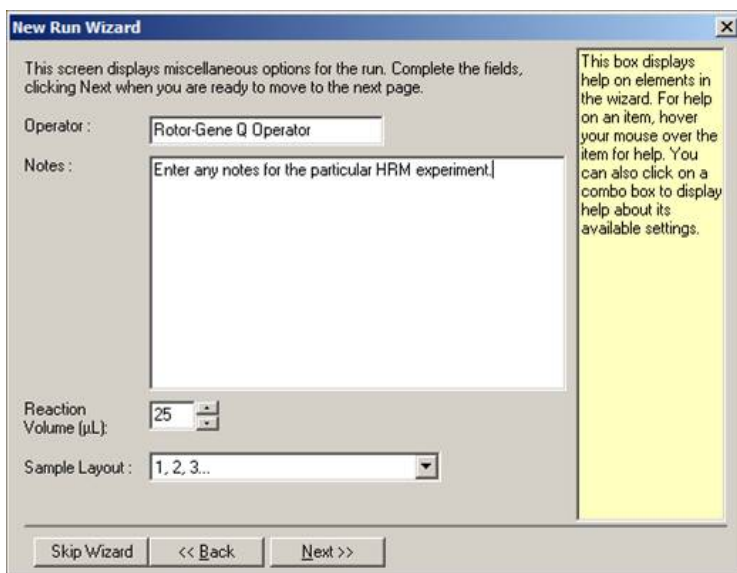 New Run Wizard
This screen displays miscellaneous options for the run. Complete the fields,
clicking Next when you are ready to move to the next page.
Operator :
Rotor-Gene Q Operator
Notes :
Enter any notes for the particular HRM experiment.
Reaction
Volume (µL):
25
Sample Layout :
1, 2, 3...
This box displays
help on elements in
the wizard. For help
on an item, hover
your mouse over the
item for help. You
can also click on a
combo box to display
help about its
available settings.
Skip Wizard
<< Back
Next >>